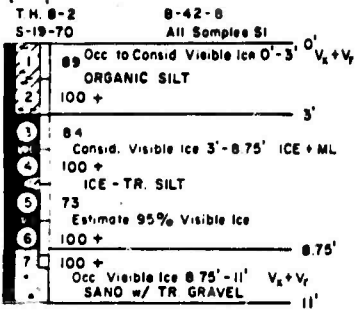 T.H. 8-2 8-42-8
5-19-70 All Samples SI
0'
1 89 Occ to Consid Visible Ice 0'-3' Vx+Vr
ORGANIC SILT
2 100 +
3'
3 84
Consid. Visible Ice 3'-8.75' ICE + ML
4 100 +
ICE-TR. SILT
5 73
Estimate 95% Visible Ice
6 100 +
8.75'
7 100 +
Occ Visible Ice 8.75'-11' Vx+Vr
SAND w/ TR GRAVEL
11'